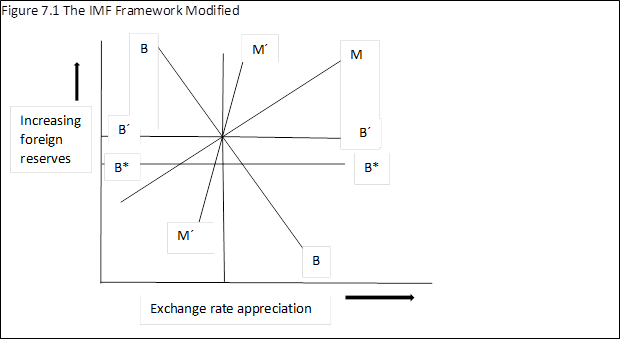 Figure 7.1 The IMF Framework Modified
B
M´
M
Increasing
foreign
reserves
B´
B´
B*
B*
M´
B
Exchange rate appreciation